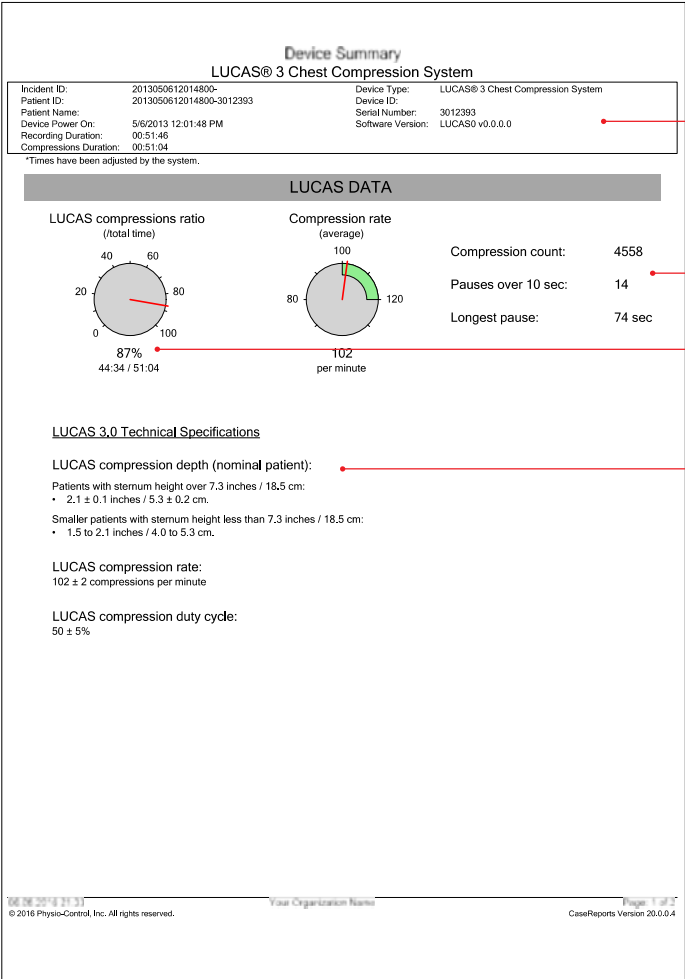 Device Summary
LUCAS® 3 Chest Compression System
Incident ID: 2013050612014800-
Patient ID: 2013050612014800-3012393
Patient Name:
Device Power On: 5/6/2013 12:01:48 PM
Recording Duration: 00:51:46
Compressions Duration: 00:51:04
Device Type: LUCAS® 3 Chest Compression System
Device ID:
Serial Number: 3012393
Software Version: LUCAS0 v0.0.0.0
*Times have been adjusted by the system.
LUCAS DATA
LUCAS compressions ratio
(/total time)
0 20 40 60 80 100
87%
44:34 / 51:04
Compression rate
(average)
80 100 120
102
per minute
Compression count: 4558
Pauses over 10 sec: 14
Longest pause: 74 sec
LUCAS 3.0 Technical Specifications
LUCAS compression depth (nominal patient):
Patients with sternum height over 7.3 inches / 18.5 cm:
• 2.1 ± 0.1 inches / 5.3 ± 0.2 cm.
Smaller patients with sternum height less than 7.3 inches / 18.5 cm:
• 1.5 to 2.1 inches / 4.0 to 5.3 cm.
LUCAS compression rate:
102 ± 2 compressions per minute
LUCAS compression duty cycle:
50 ± 5%
Your Organization Name
Page: 1 of 2
© 2016 Physio-Control, Inc. All rights reserved.
CaseReports Version 20.0.0.4